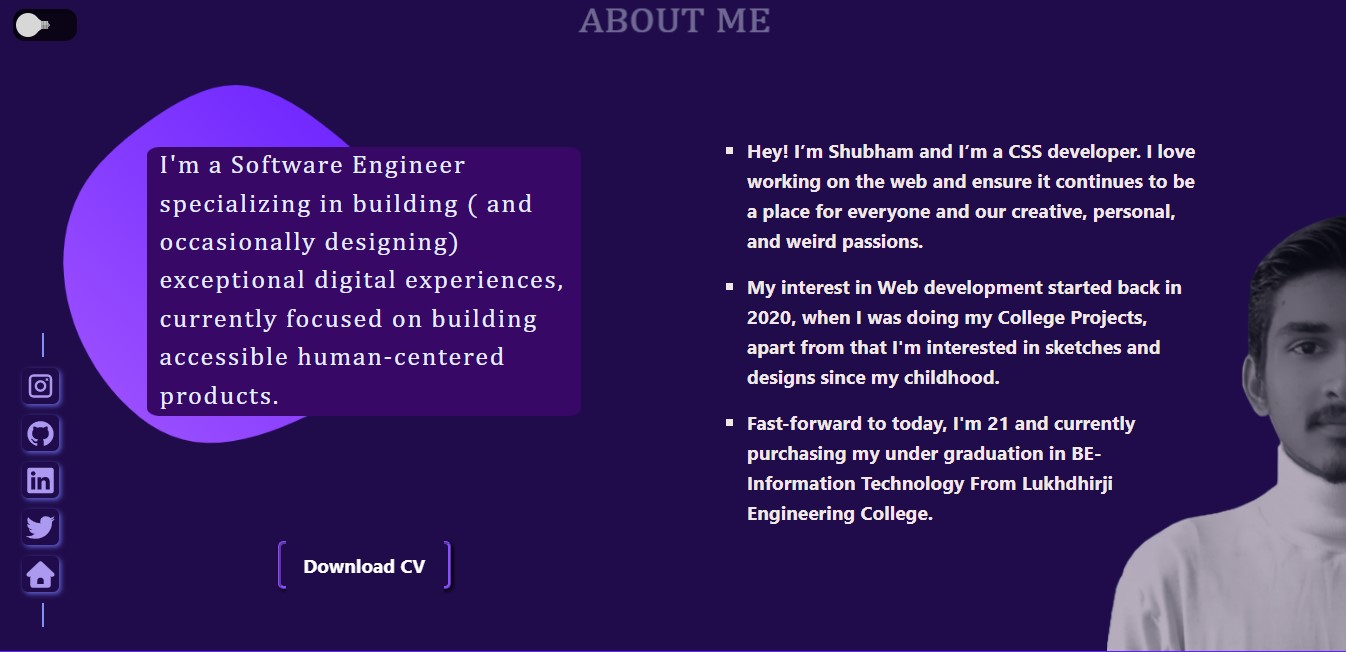 ABOUT ME
I'm a Software Engineer
specializing in building ( and
occasionally designing)
exceptional digital experiences,
currently focused on building
accessible human-centered
products.
Download CV
Hey! I’m Shubham and I’m a CSS developer. I love
working on the web and ensure it continues to be
a place for everyone and our creative, personal,
and weird passions.
My interest in Web development started back in
2020, when I was doing my College Projects,
apart from that I'm interested in sketches and
designs since my childhood.
Fast-forward to today, I'm 21 and currently
purchasing my under graduation in BE-
Information Technology From Lukhdhirji
Engineering College.